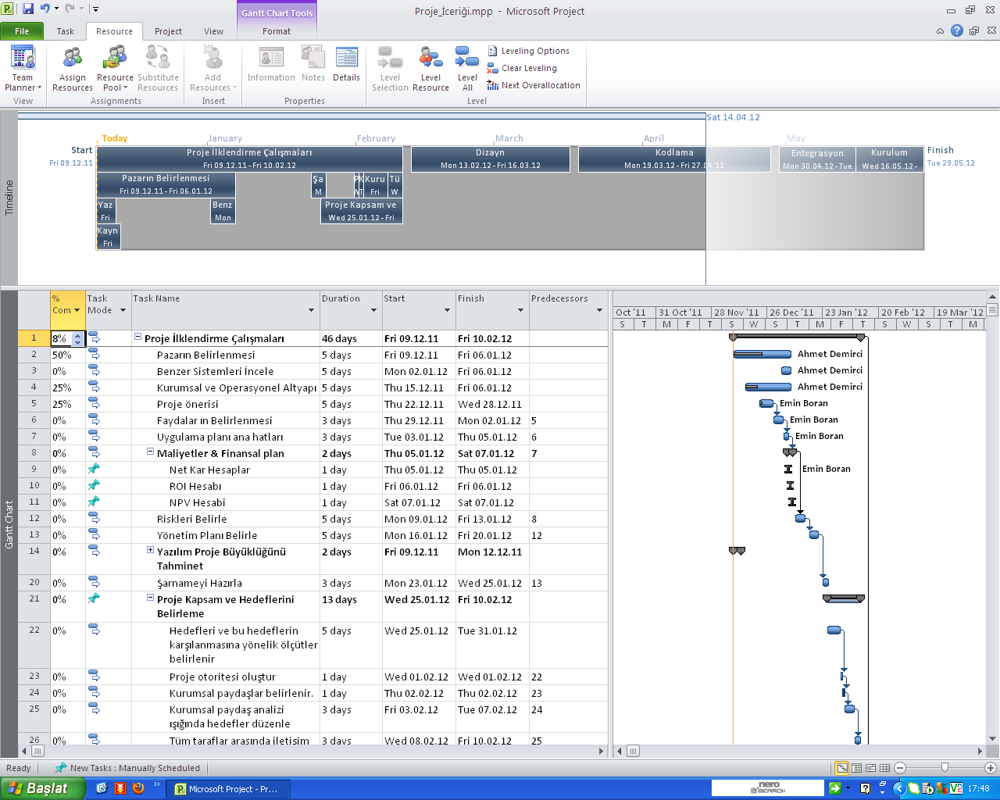 Gantt Chart Tools
Proje_İçeriği.mpp - Microsoft Project
File Task Resource Project View Format
Team Planner
Assign Resources
Resource Pool
Substitute Resources
Add Resources
Information
Notes
Details
Level Selection
Level Resource
Level All
Leveling Options
Clear Leveling
Next Overallocation
View Assignments Insert Properties Level
Sat 14.04.12
Today January February March April May
Start
Fri 09.12.11
Finish
Tue 29.05.12
Proje İlklendirme Çalışmaları
Fri 09.12.11 - Fri 10.02.12
Dizayn
Mon 13.02.12 - Fri 16.03.12
Kodlama
Mon 19.03.12 - Fri 27.04.12
Entegrasyon
Mon 30.04.12 - Tue
Kurulum
Wed 16.05.12 -
Pazarın Belirlenmesi
Fri 09.12.11 - Fri 06.01.12
Şa
M
PK
WT
Kuru
Fri
Tü
W
Yaz
Fri
Benz
Mon
Proje Kapsam ve
Wed 25.01.12 - Fri
Kayn
Fri
Timeline
% Com Task Mode Task Name Duration Start Finish Predecessors
Oct '11 31 Oct '11 28 Nov '11 26 Dec '11 23 Jan '12 20 Feb '12 19 Mar '12
S T M F T S W S T M F T S W S T M
1 8% Proje İlklendirme Çalışmaları 46 days Fri 09.12.11 Fri 10.02.12
2 50% Pazarın Belirlenmesi 5 days Fri 09.12.11 Fri 06.01.12 Ahmet Demirci
3 0% Benzer Sistemleri İncele 5 days Mon 02.01.12 Fri 06.01.12 Ahmet Demirci
4 25% Kurumsal ve Operasyonel Altyapı 5 days Thu 15.12.11 Fri 06.01.12 Ahmet Demirci
5 25% Proje önerisi 5 days Thu 22.12.11 Wed 28.12.11 Emin Boran
6 0% Faydalar ın Belirlenmesi 3 days Thu 29.12.11 Mon 02.01.12 5 Emin Boran
7 0% Uygulama planı ana hatları 3 days Tue 03.01.12 Thu 05.01.12 6 Emin Boran
8 0% Maliyetler & Finansal plan 2 days Thu 05.01.12 Sat 07.01.12 7
9 0% Net Kar Hesaplar 1 day Thu 05.01.12 Thu 05.01.12 Emin Boran
10 0% ROI Hesabı 1 day Fri 06.01.12 Fri 06.01.12
11 0% NPV Hesabi 1 day Sat 07.01.12 Sat 07.01.12
12 0% Riskleri Belirle 5 days Mon 09.01.12 Fri 13.01.12 8
13 0% Yönetim Planı Belirle 5 days Mon 16.01.12 Fri 20.01.12 12
14 0% Yazılım Proje Büyüklüğünü 2 days Fri 09.12.11 Mon 12.12.11
Tahminet
20 0% Şarnameyi Hazırla 3 days Mon 23.01.12 Wed 25.01.12 13
21 0% Proje Kapsam ve Hedeflerini 13 days Wed 25.01.12 Fri 10.02.12
Belirleme
22 0% Hedefleri ve bu hedeflerin 5 days Wed 25.01.12 Tue 31.01.12
karşılanmasına yönelik ölçütler
belirlenir
23 0% Proje otoritesi oluştur 1 day Wed 01.02.12 Wed 01.02.12 22
24 0% Kurumsal paydaşlar belirlenir. 1 day Thu 02.02.12 Thu 02.02.12 23
25 0% Kurumsal paydaş analizi 3 days Fri 03.02.12 Tue 07.02.12 24
ışığında hedefler düzenle
26 0% Tüm taraflar arasında iletişim 3 days Wed 08.02.12 Fri 10.02.12 25
Gantt Chart
Ready New Tasks : Manually Scheduled
Başlat
Microsoft Project - Pr...
nero
SEARCH
17:48